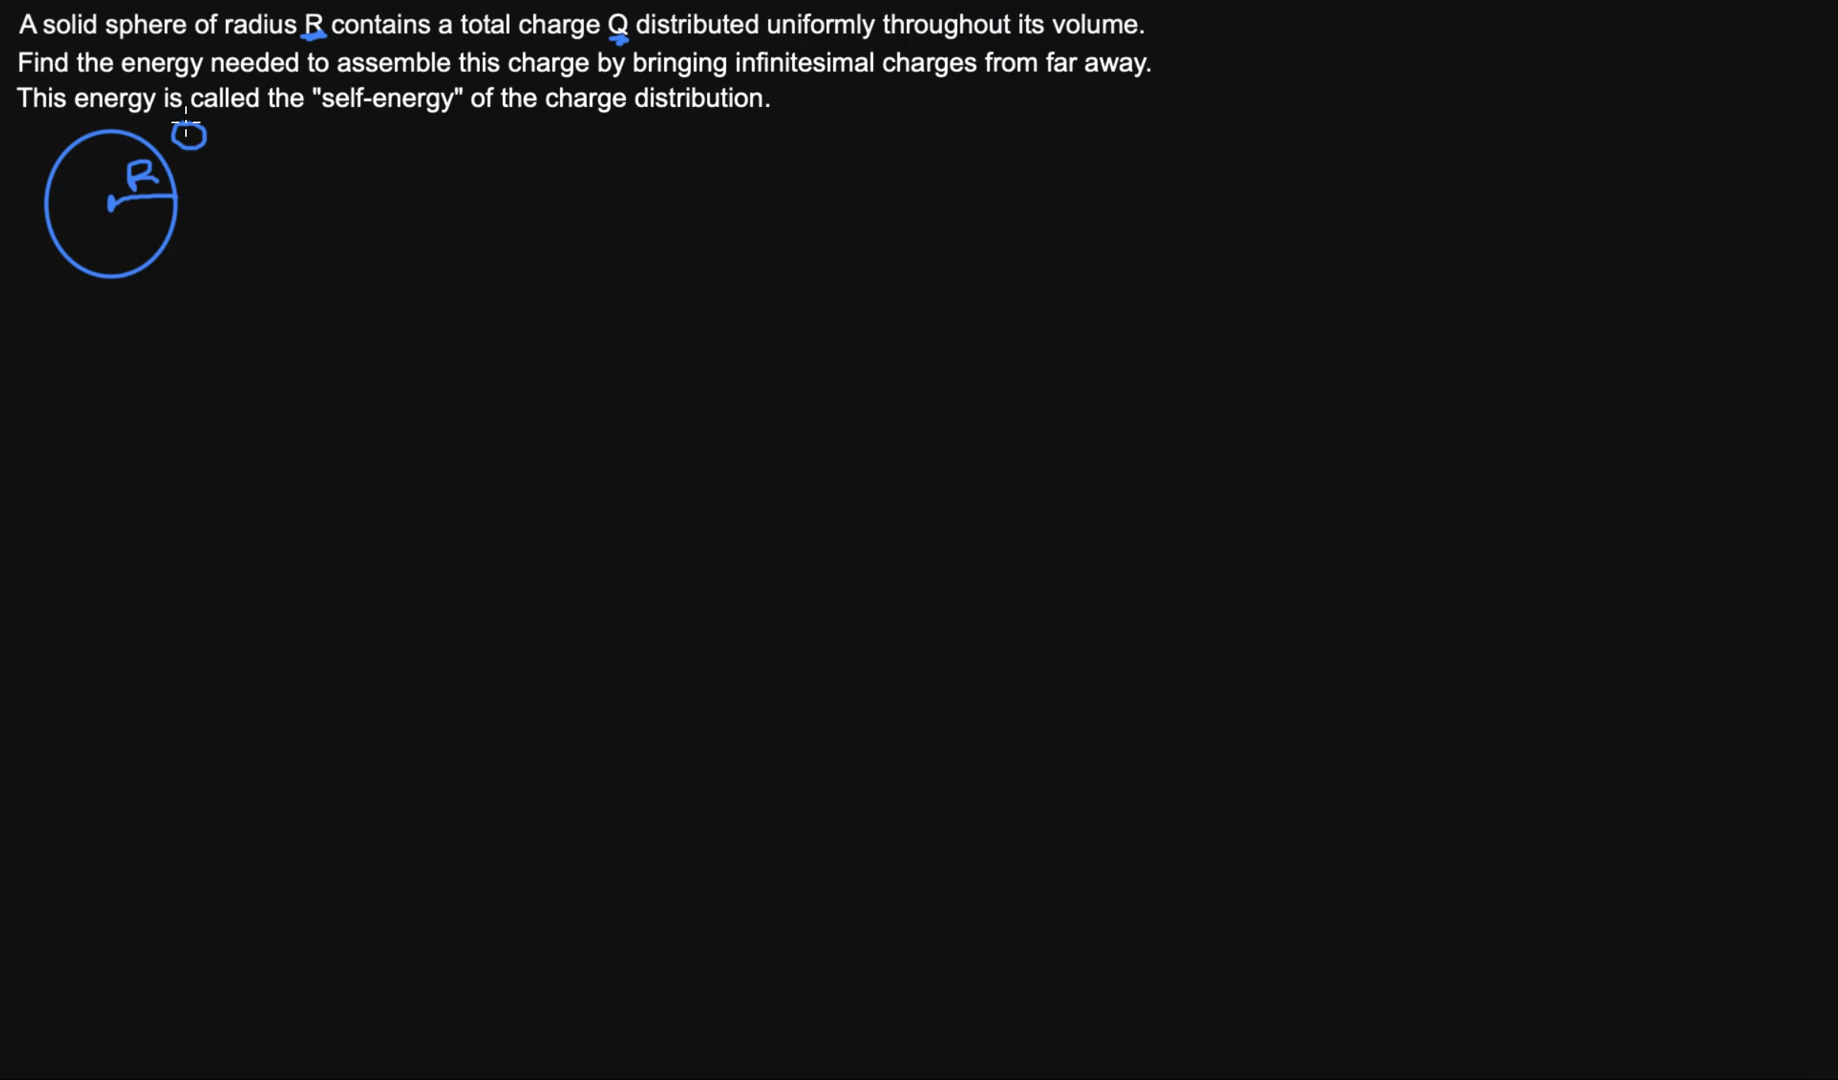 A solid sphere of radius R contains a total charge Q distributed uniformly throughout its volume.
Find the energy needed to assemble this charge by bringing infinitesimal charges from far away.
This energy is called the "self-energy" of the charge distribution.
R